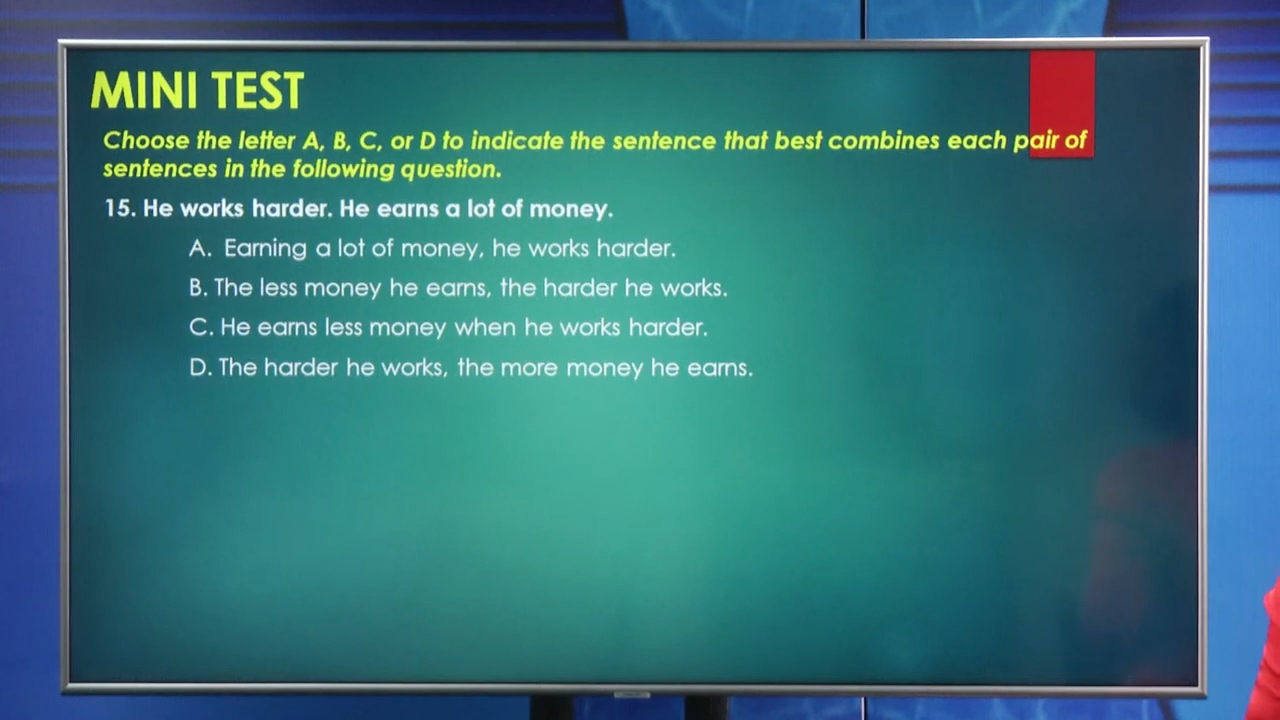 MINI TEST
Choose the letter A, B, C, or D to indicate the sentence that best combines each pair of
sentences in the following question.
15. He works harder. He earns a lot of money.
A. Earning a lot of money, he works harder.
B. The less money he earns, the harder he works.
C. He earns less money when he works harder.
D. The harder he works, the more money he earns.